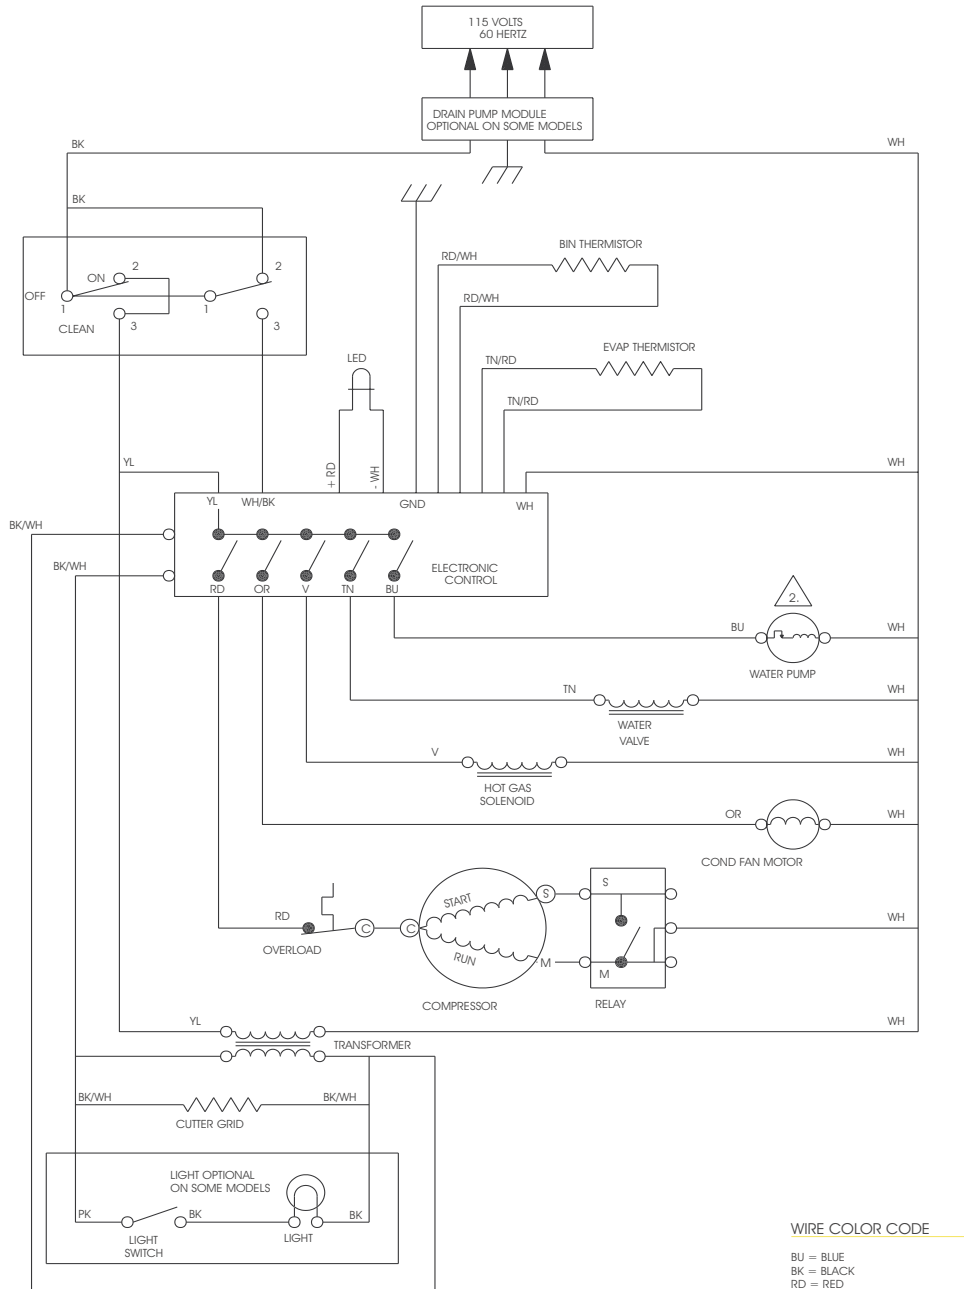 115 VOLTS
60 HERTZ
DRAIN PUMP MODULE
OPTIONAL ON SOME MODELS
BK
WH
BK
ON
2
2
OFF
1
1
CLEAN
3
3
RD/WH
BIN THERMISTOR
RD/WH
LED
TN/RD
EVAP THERMISTOR
TN/RD
YL
+ RD
- WH
WH
YL
WH/BK
GND
WH
BK/WH
BK/WH
ELECTRONIC
CONTROL
RD
OR
V
TN
BU
2.
BU
WH
WATER PUMP
TN
WH
WATER
VALVE
V
WH
HOT GAS
SOLENOID
OR
WH
COND FAN MOTOR
START
S
S
RD
C
C
WH
OVERLOAD
RUN
M
M
COMPRESSOR
RELAY
YL
WH
TRANSFORMER
BK/WH
BK/WH
CUTTER GRID
LIGHT OPTIONAL
ON SOME MODELS
PK
BK
BK
LIGHT
SWITCH
LIGHT
WIRE COLOR CODE
BU = BLUE
BK = BLACK
RD = RED